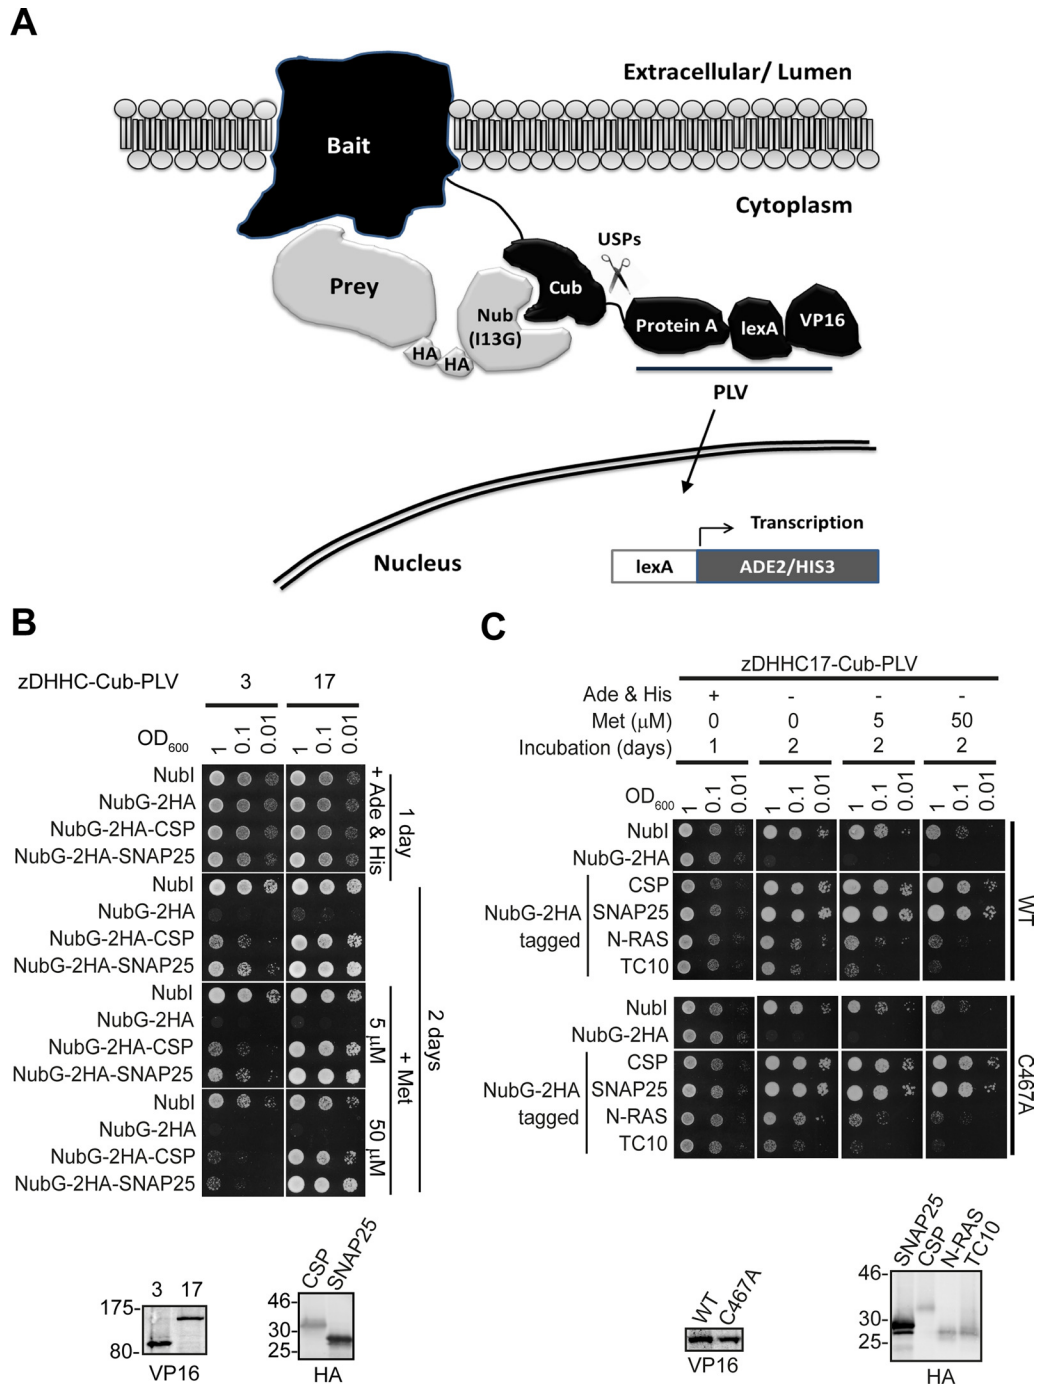 A
Extracellular/ Lumen
Bait
Cytoplasm
USPs
Prey
Cub
Nub
(I13G)
Protein A
lexA
VP16
HA
HA
PLV
Transcription
Nucleus
lexA
ADE2/HIS3
B
zDHHC-Cub-PLV 3 17
OD600 1 0.1 0.01 1 0.1 0.01
NubI
NubG-2HA
NubG-2HA-CSP
NubG-2HA-SNAP25
+ Ade & His
1 day
NubI
NubG-2HA
NubG-2HA-CSP
NubG-2HA-SNAP25
NubI
NubG-2HA
NubG-2HA-CSP
NubG-2HA-SNAP25
5 µM
NubI
NubG-2HA
NubG-2HA-CSP
NubG-2HA-SNAP25
50 µM
+ Met
2 days
3 17
175-
80-
VP16
CSP
SNAP25
46-
30-
25-
HA
C
zDHHC17-Cub-PLV
Ade & His + - - -
Met (µM) 0 0 5 50
Incubation (days) 1 2 2 2
OD600 1 0.1 0.01 1 0.1 0.01 1 0.1 0.01 1 0.1 0.01
NubI
NubG-2HA
NubG-2HA
tagged
CSP
SNAP25
N-RAS
TC10
WT
NubI
NubG-2HA
NubG-2HA
tagged
CSP
SNAP25
N-RAS
TC10
C467A
WT
C467A
VP16
SNAP25
CSP
N-RAS
TC10
46-
30-
25-
HA